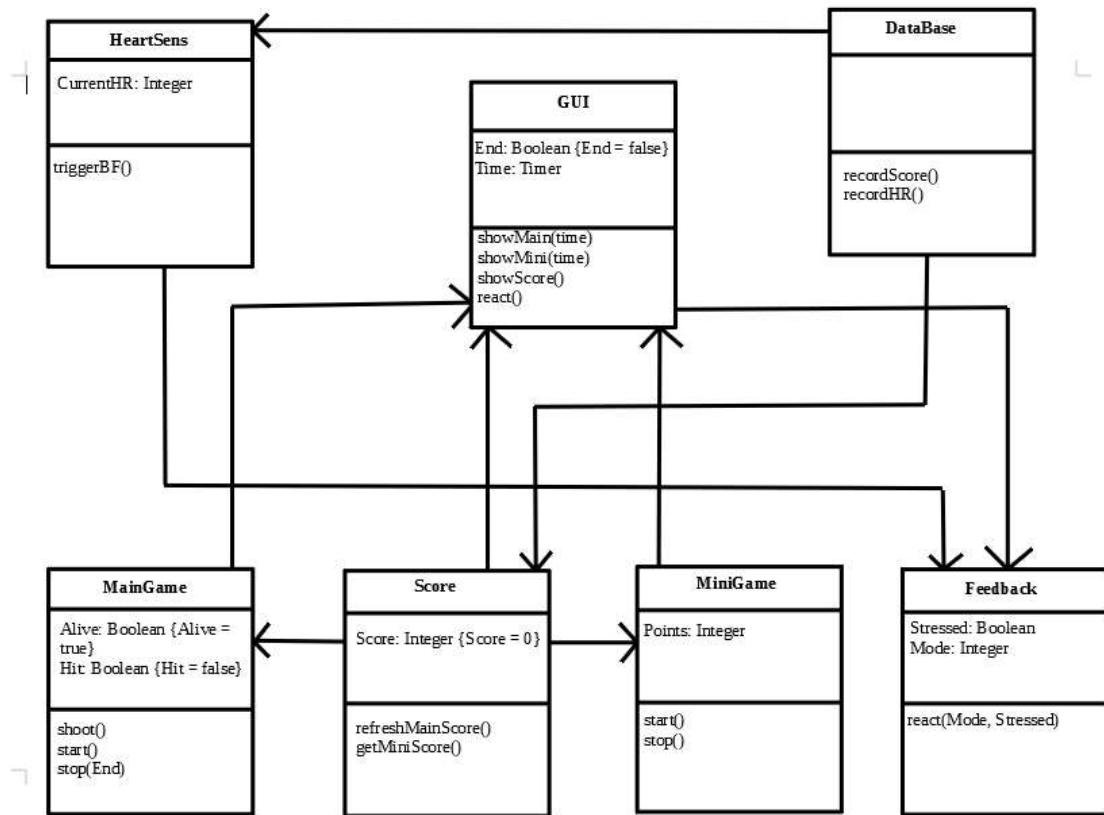 HeartSens
CurrentHR: Integer
triggerBF()
GUI
End: Boolean {End = false}
Time: Timer
showMain(time)
showMini(time)
showScore()
react()
DataBase
recordScore()
recordHR()
MainGame
Alive: Boolean {Alive =
true}
Hit: Boolean {Hit = false}
shoot()
start()
stop(End)
Score
Score: Integer {Score = 0}
refreshMainScore()
getMiniScore()
MiniGame
Points: Integer
start()
stop()
Feedback
Stressed: Boolean
Mode: Integer
react(Mode, Stressed)